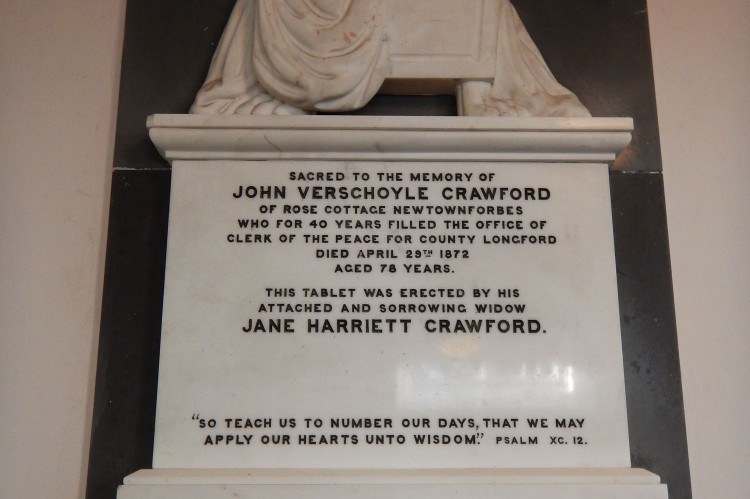 SACRED TO THE MEMORY OF
JOHN VERSCHOYLE CRAWFORD
OF ROSE COTTAGE NEWTOWNFORBES
WHO FOR 40 YEARS FILLED THE OFFICE OF
CLERK OF THE PEACE FOR COUNTY LONGFORD
DIED APRIL 29TH 1872
AGED 78 YEARS.
THIS TABLET WAS ERECTED BY HIS
ATTACHED AND SORROWING WIDOW
JANE HARRIETT CRAWFORD.
"SO TEACH US TO NUMBER OUR DAYS, THAT WE MAY
APPLY OUR HEARTS UNTO WISDOM." PSALM XC. 12.